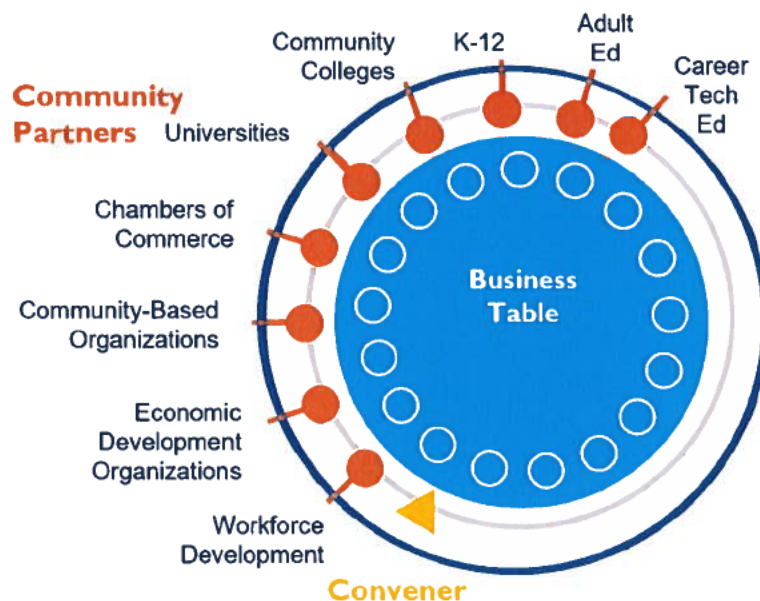 Community
Partners
Universities
Community
Colleges
K-12
Adult
Ed
Career
Tech
Ed
Chambers of
Commerce
Community-Based
Organizations
Economic
Development
Organizations
Workforce
Development
Convener
Business
Table